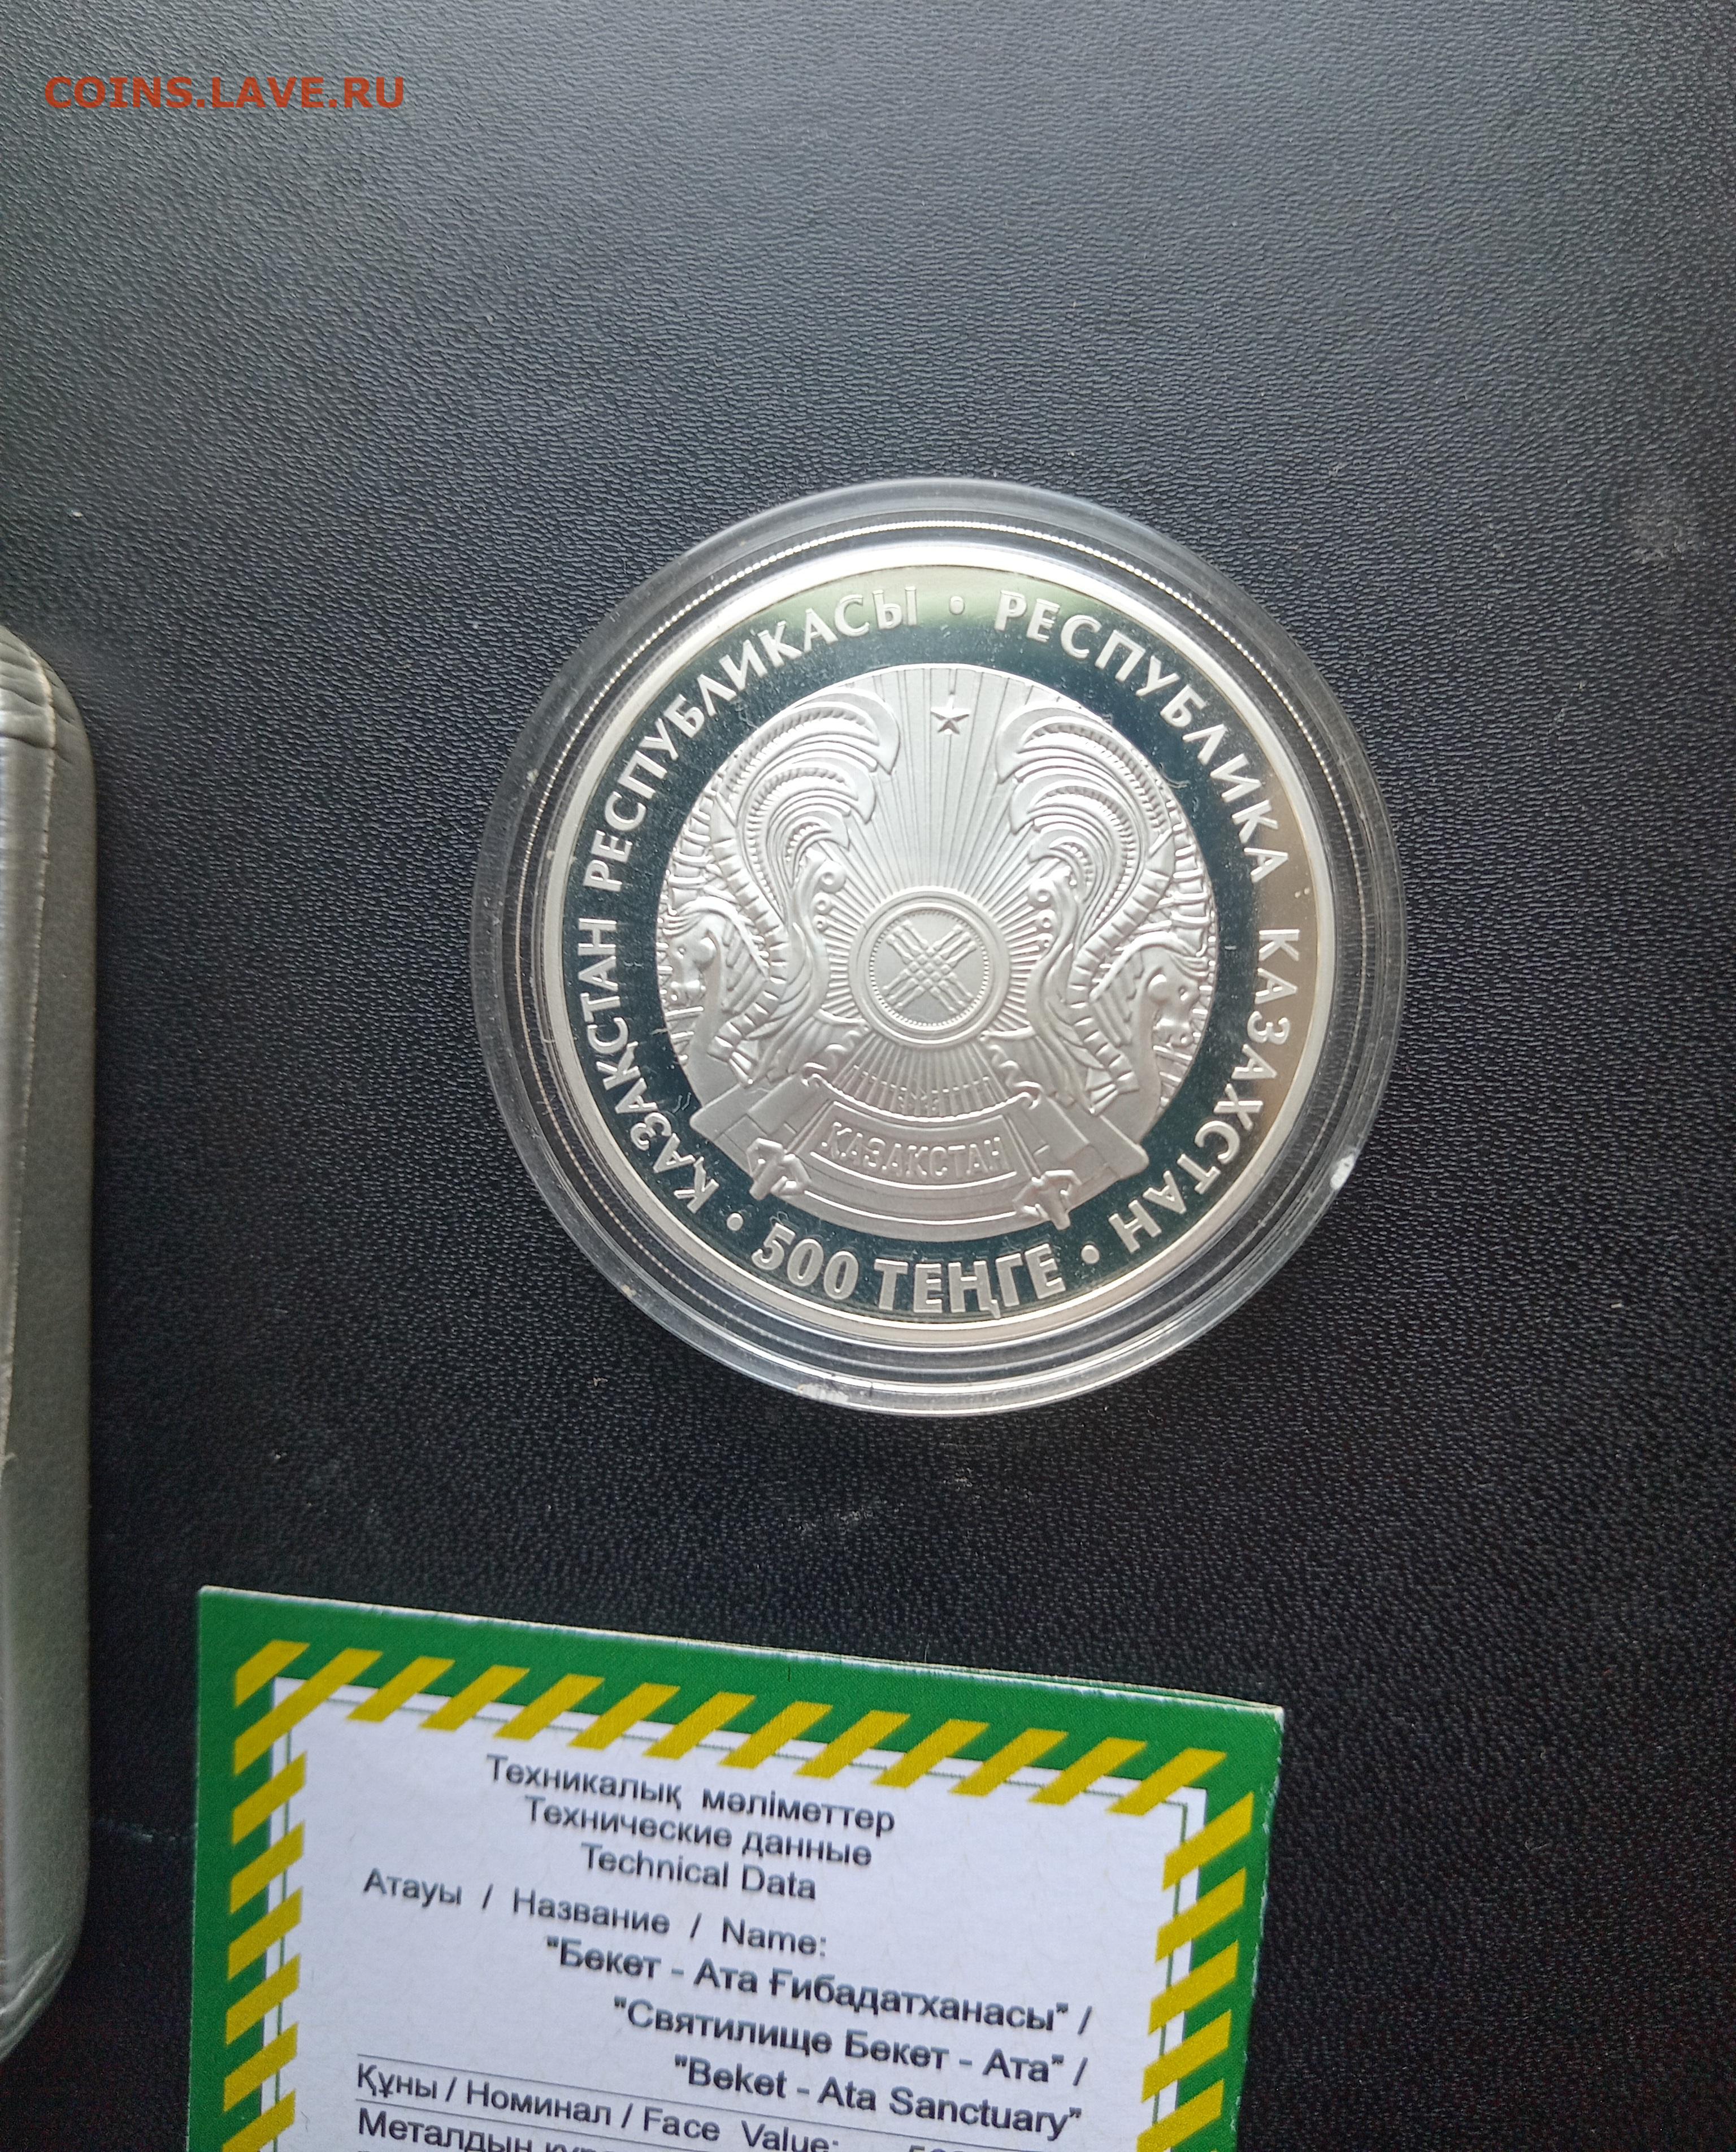 COINS.LAVE.RU
ҚАЗАҚСТАН РЕСПУБЛИКАСЫ • РЕСПУБЛИКА КАЗАХСТАН •
ҚАЗАҚСТАН
500 ТЕҢГЕ •
Техникалық мәліметтер
Технические данные
Technical Data
Атауы / Название / Name:
"Бекет - Ата Ғибадатханасы" /
"Святилище Бекет - Ата" /
"Beket - Ata Sanctuary"
Құны / Номинал / Face Value: